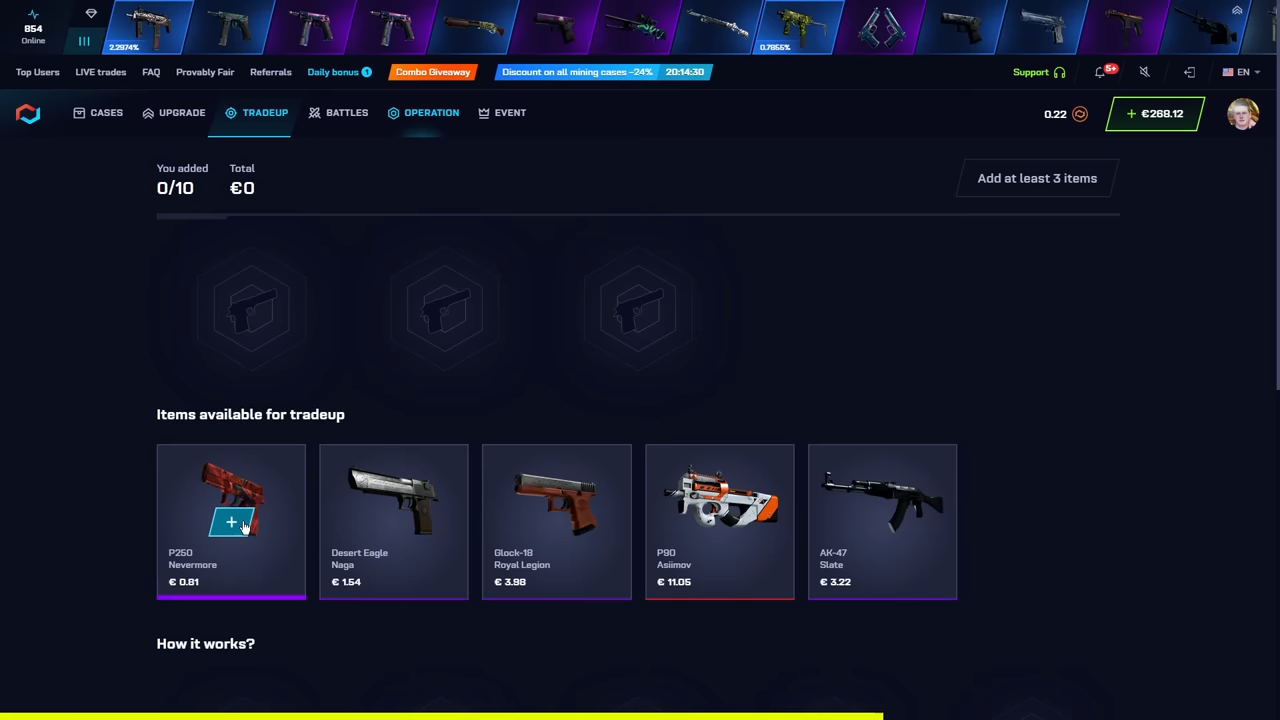 854
Online
2.2974%
0.7855%
Top Users
LIVE trades
FAQ
Provably Fair
Referrals
Daily bonus 1
Combo Giveaway
Discount on all mining cases −24% 20:14:30
Support
5+
EN
CASES
UPGRADE
TRADEUP
BATTLES
OPERATION
EVENT
0.22
+ €268.12
You added
0/10
Total
€0
Add at least 3 items
Items available for tradeup
P250
Nevermore
€ 0.81
Desert Eagle
Naga
€ 1.54
Glock-18
Royal Legion
€ 3.98
P90
Asiimov
€ 11.05
AK-47
Slate
€ 3.22
How it works?